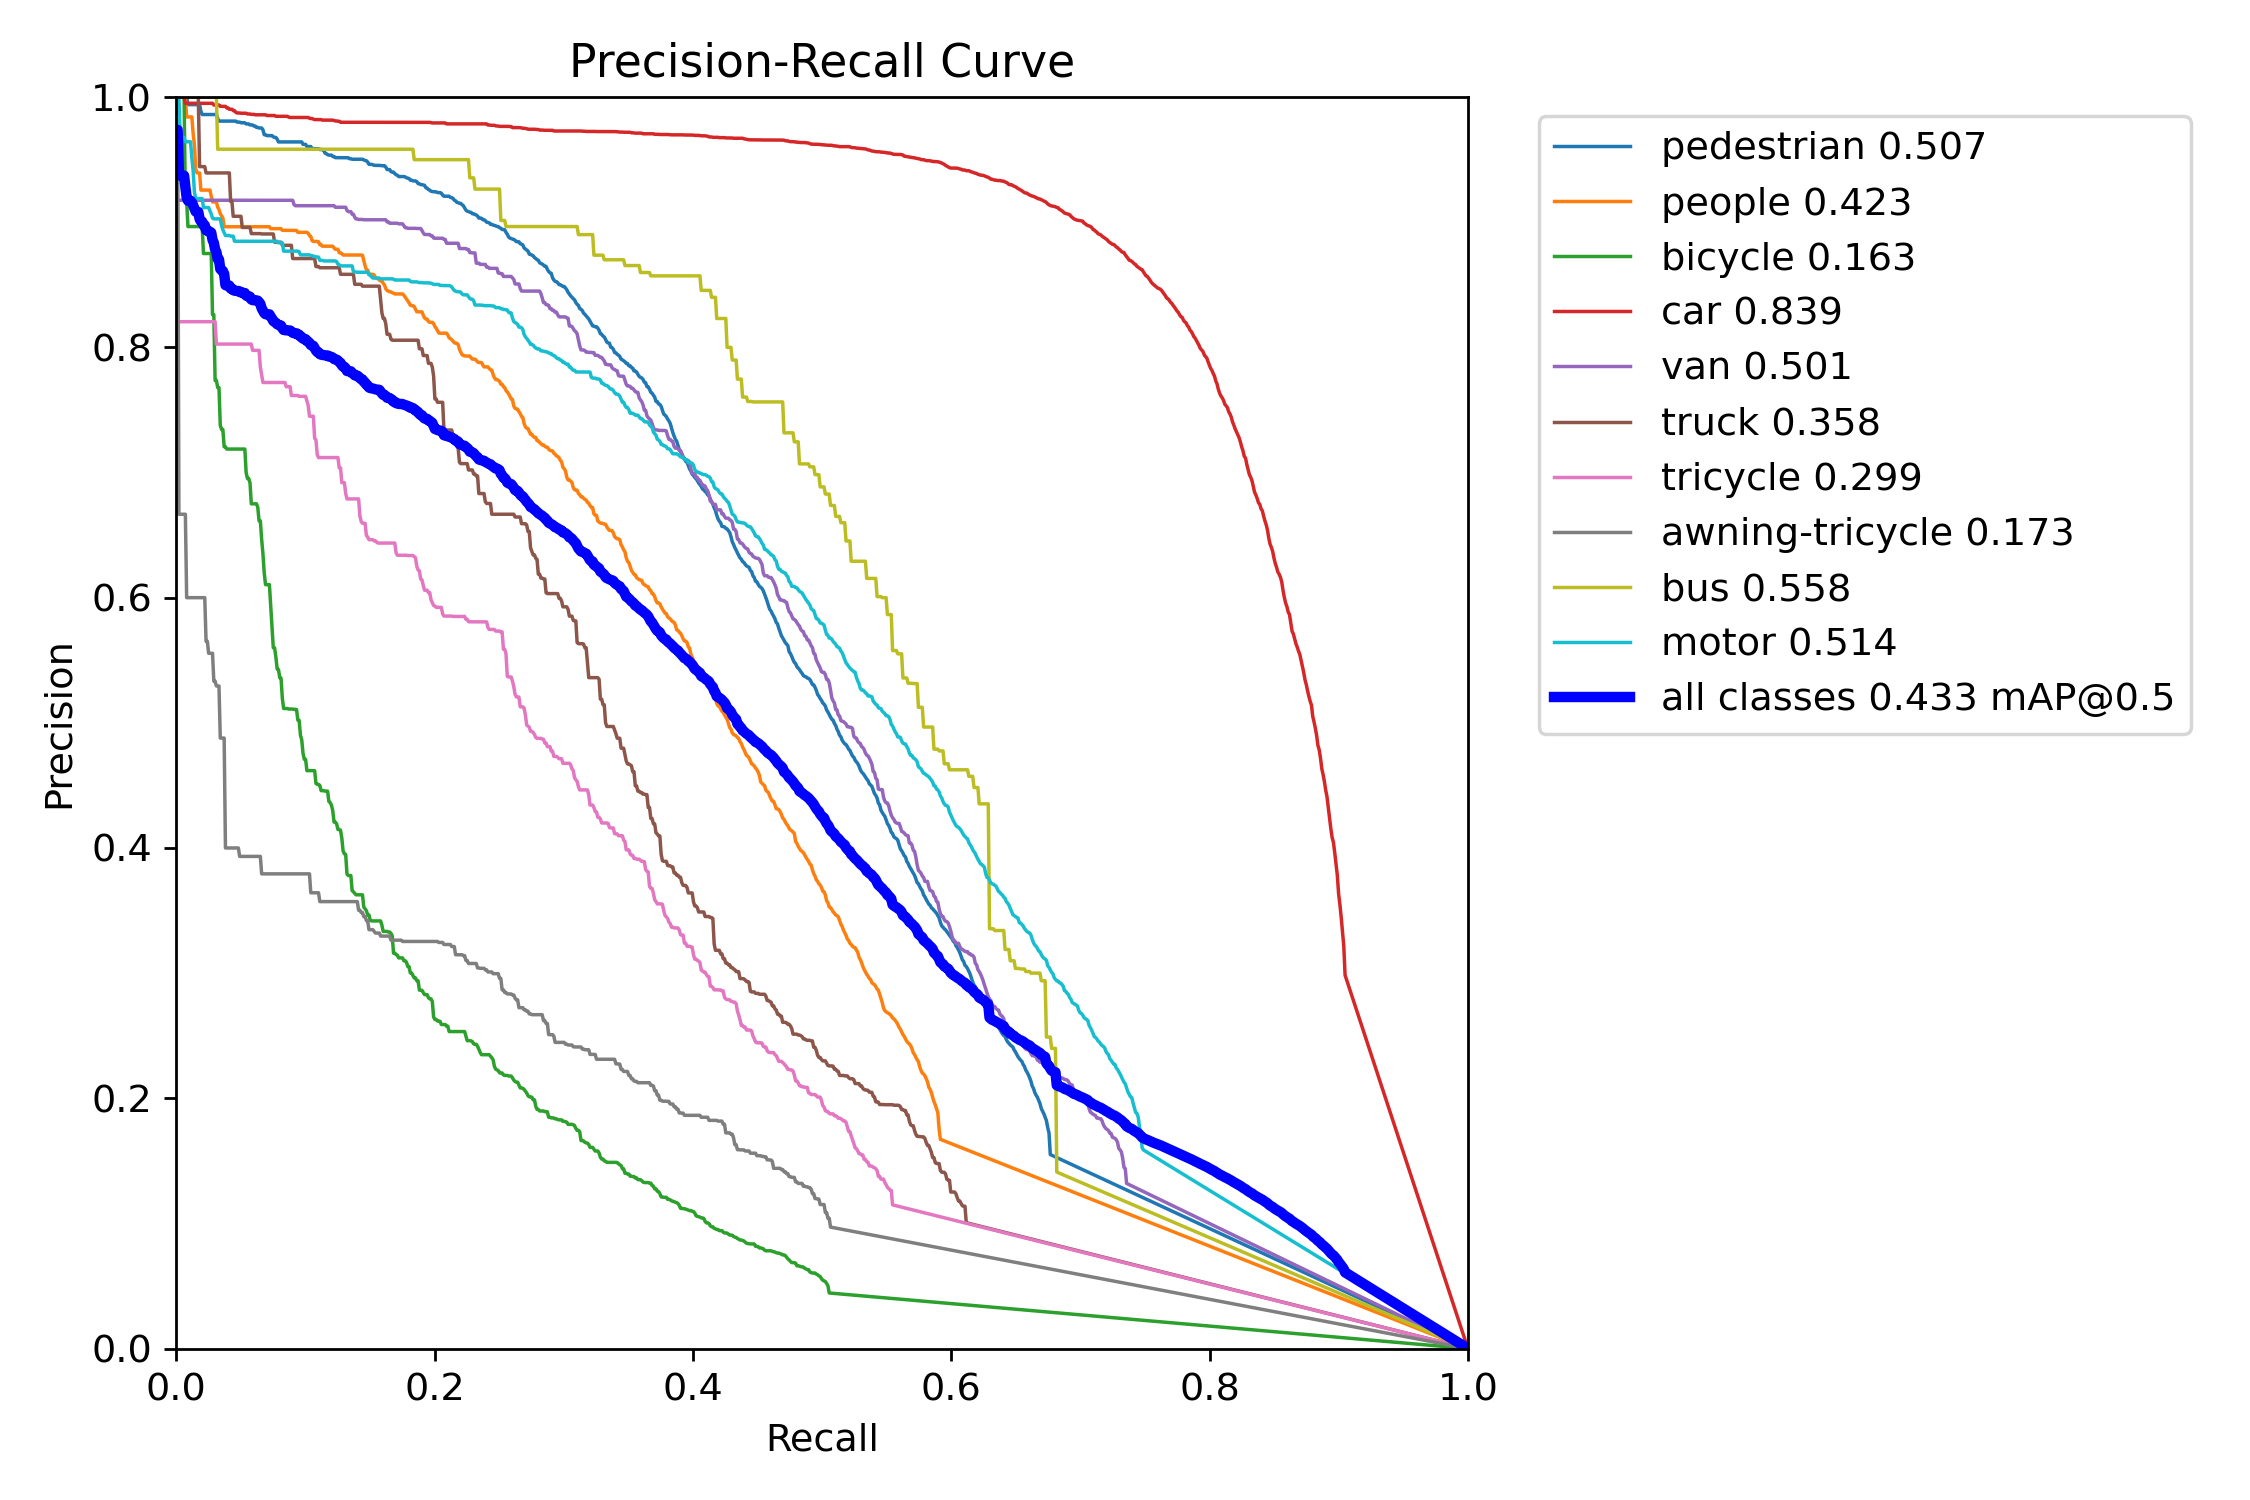 Precision-Recall Curve
1.0
0.8
0.6
0.4
0.2
0.0
Precision
0.0 0.2 0.4 0.6 0.8 1.0
Recall
pedestrian 0.507
people 0.423
bicycle 0.163
car 0.839
van 0.501
truck 0.358
tricycle 0.299
awning-tricycle 0.173
bus 0.558
motor 0.514
all classes 0.433 mAP@0.5